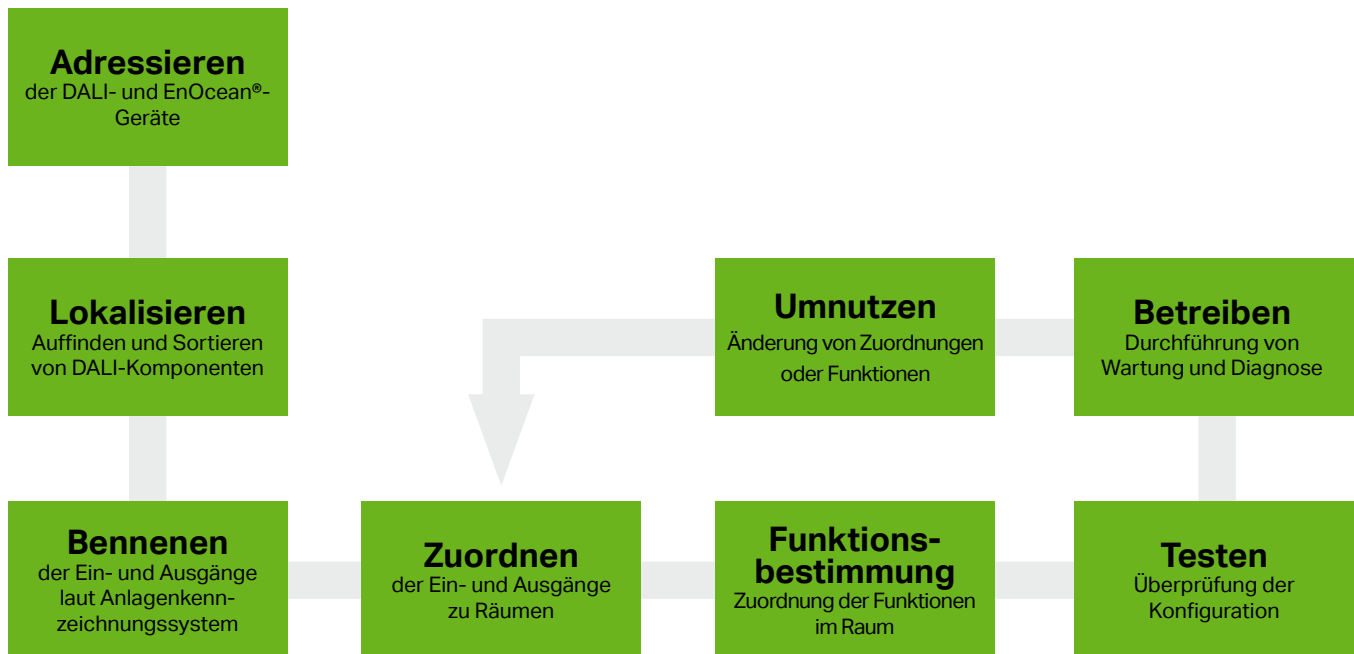 Adressieren
der DALI- und EnOcean®-
Geräte
Lokalisieren
Auffinden und Sortieren
von DALI-Komponenten
Bennenen
der Ein- und Ausgänge
laut Anlagenkenn-
zeichnungssystem
Zuordnen
der Ein- und Ausgänge
zu Räumen
Funktions-
bestimmung
Zuordnung der Funktionen
im Raum
Testen
Überprüfung der
Konfiguration
Betreiben
Durchführung von
Wartung und Diagnose
Umnutzen
Änderung von Zuordnungen
oder Funktionen